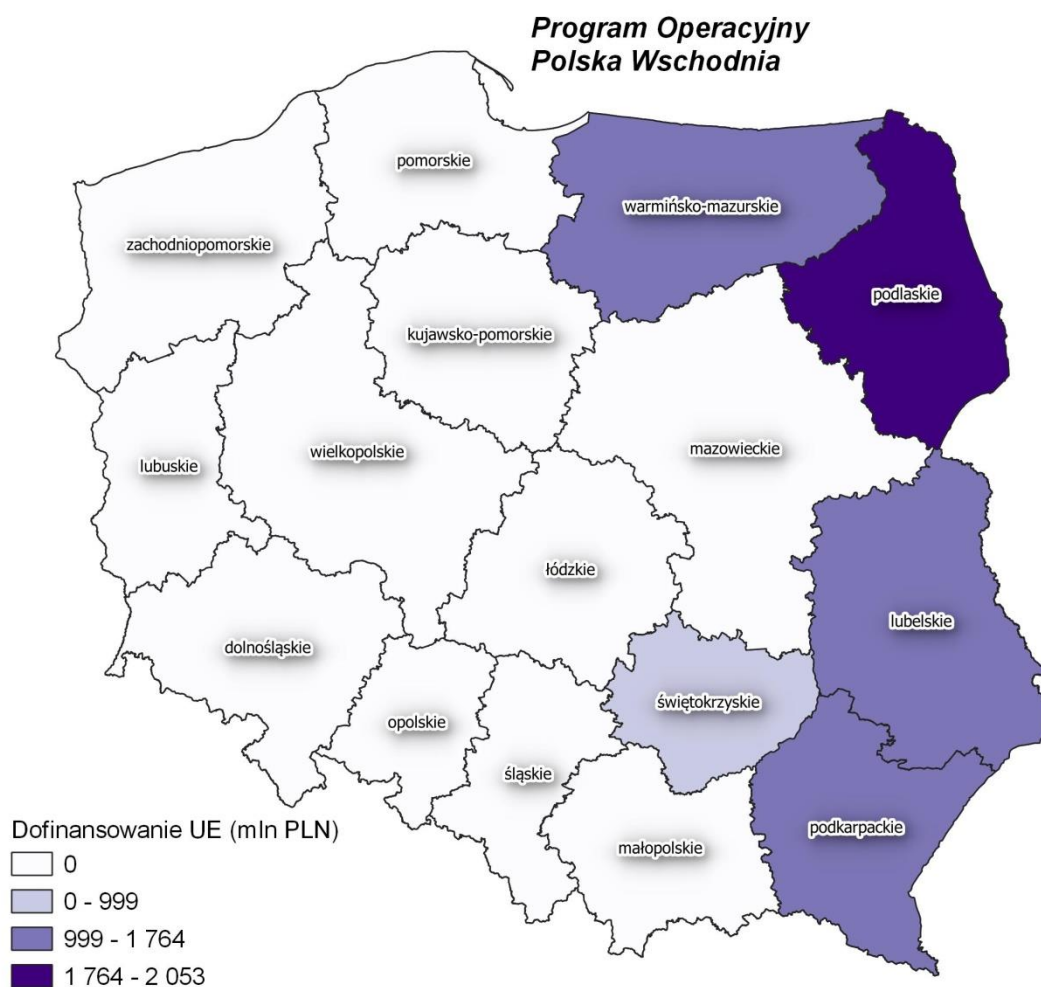 Program Operacyjny
Polska Wschodnia
pomorskie
warmińsko-mazurskie
zachodniopomorskie
podlaskie
kujawsko-pomorskie
mazowieckie
wielkopolskie
lubuskie
łódzkie
lubelskie
dolnośląskie
świętokrzyskie
opolskie
śląskie
podkarpackie
małopolskie
Dofinansowanie UE (mln PLN)
0
0 - 999
999 - 1 764
1 764 - 2 053